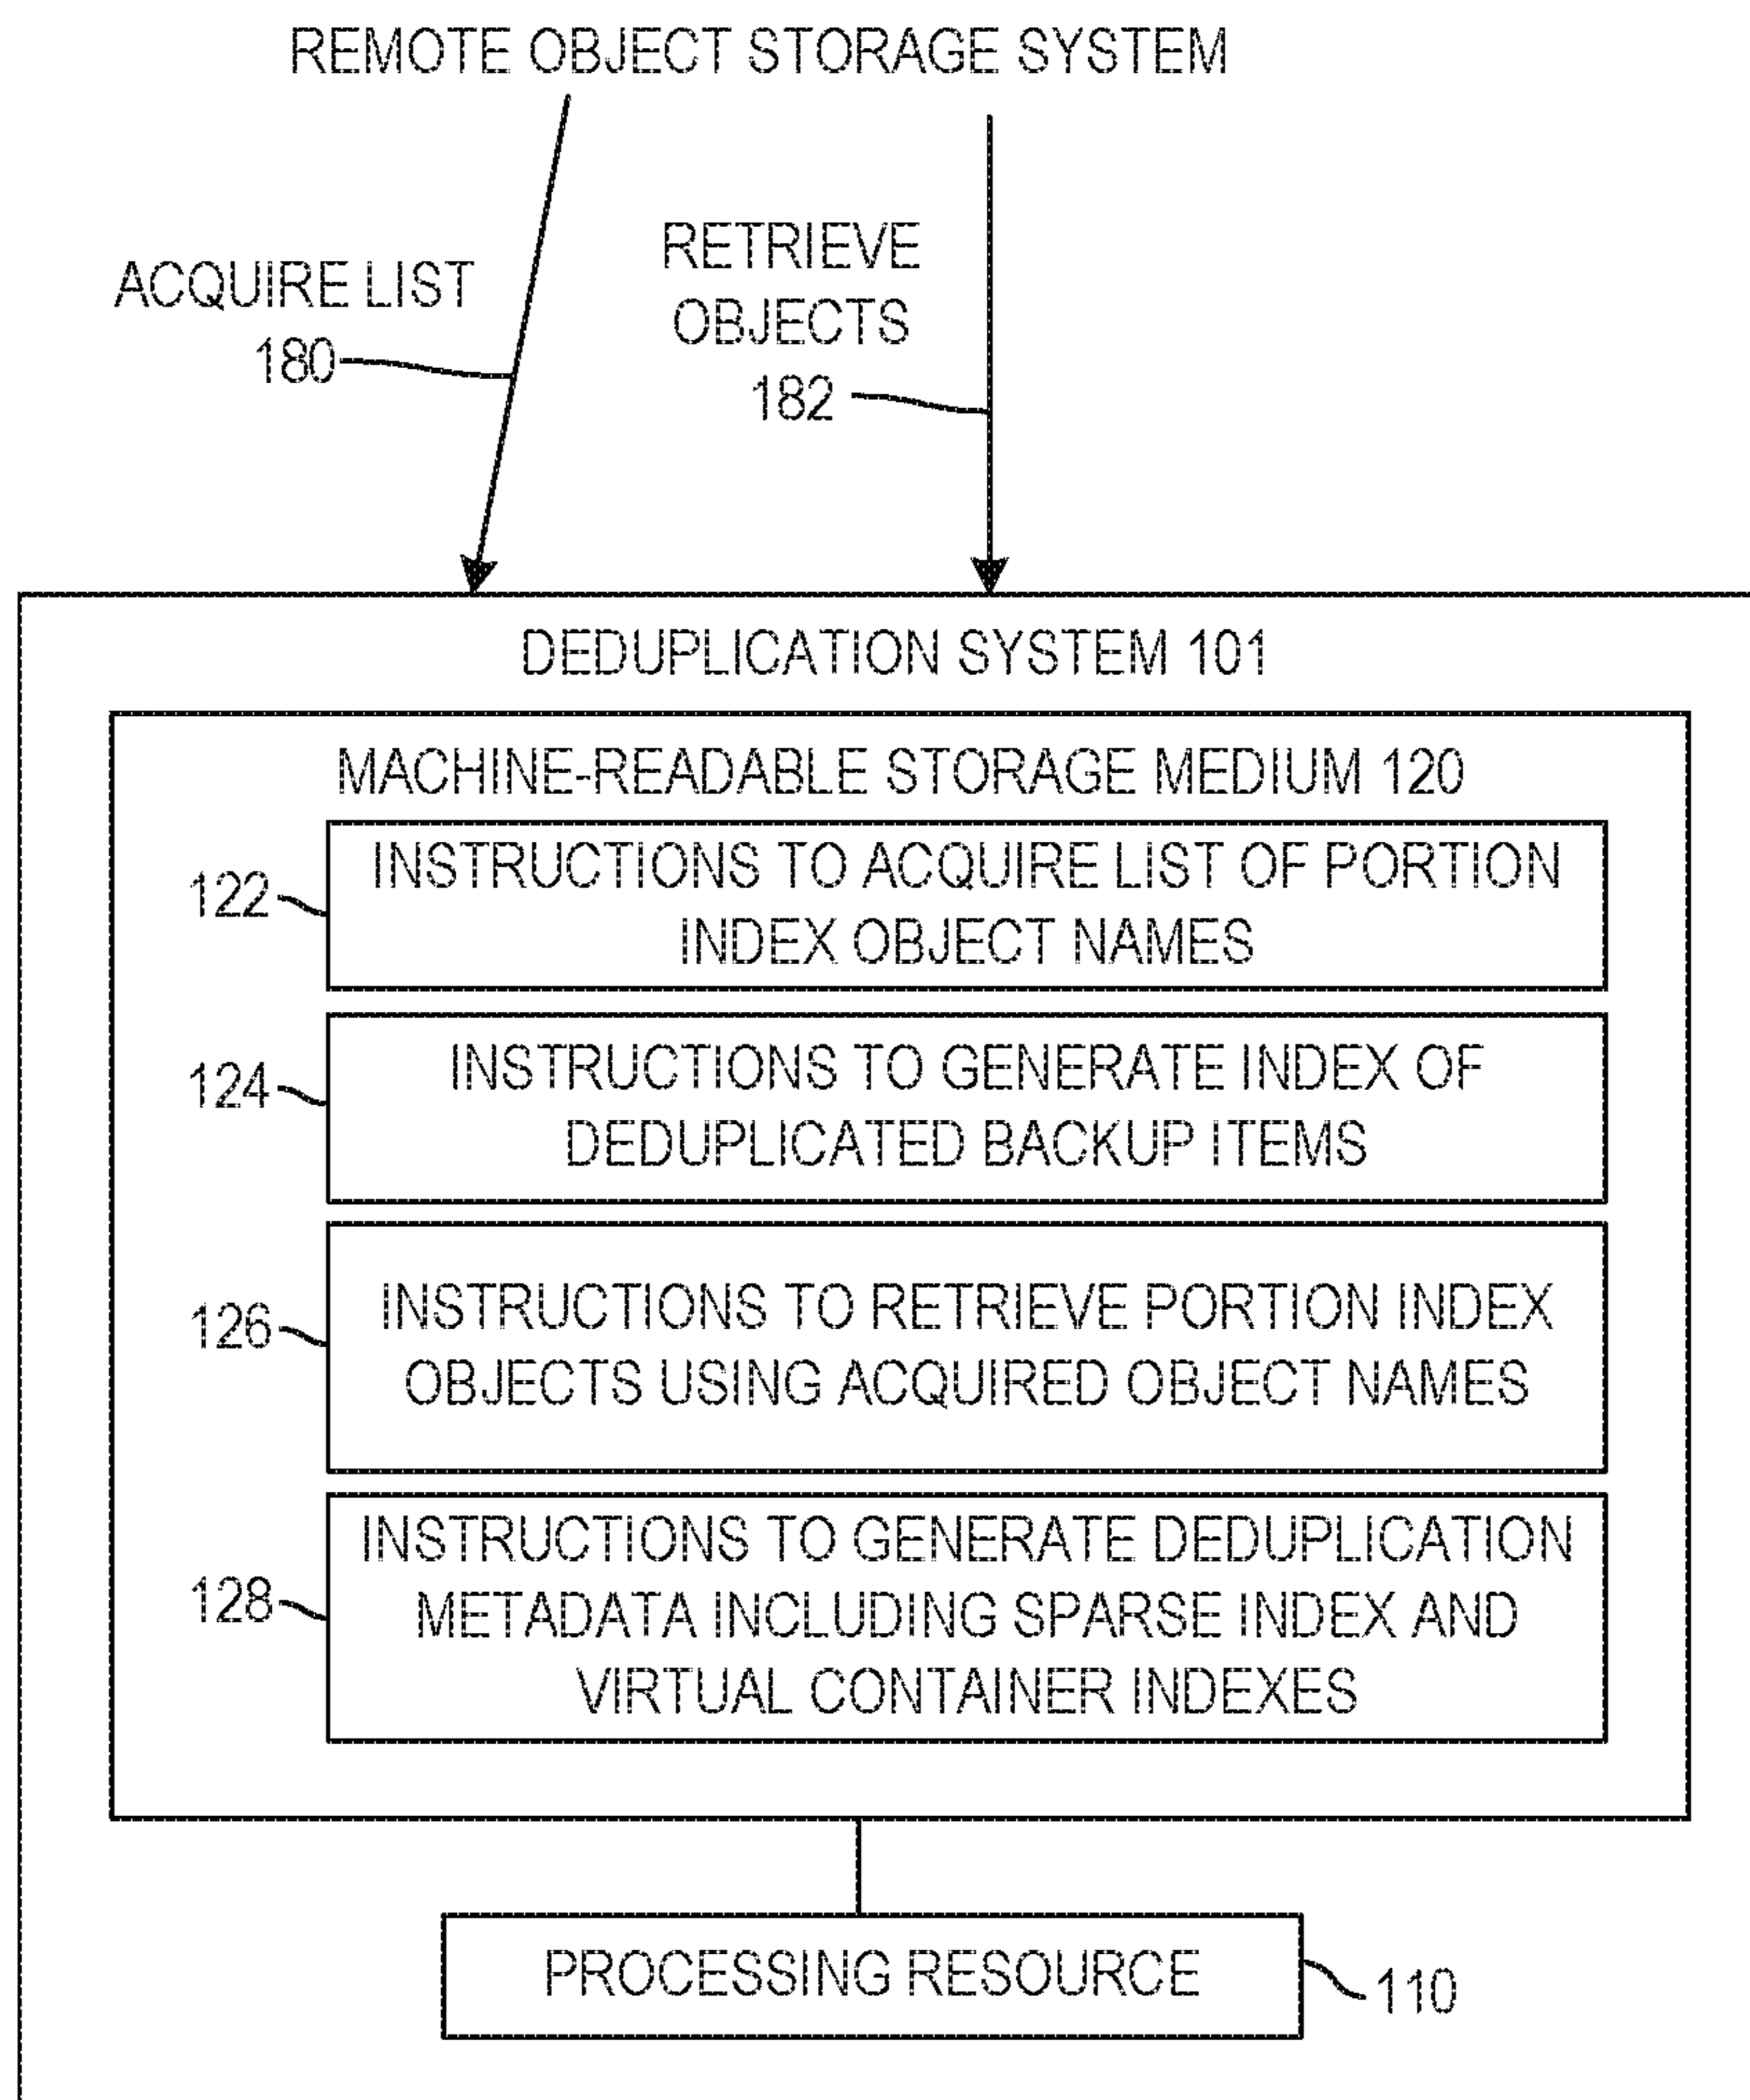 REMOTE OBJECT STORAGE SYSTEM
ACQUIRE LIST
180
RETRIEVE
OBJECTS
182
DEDUPLICATION SYSTEM 101
MACHINE-READABLE STORAGE MEDIUM 120
122
INSTRUCTIONS TO ACQUIRE LIST OF PORTION
INDEX OBJECT NAMES
124
INSTRUCTIONS TO GENERATE INDEX OF
DEDUPLICATED BACKUP ITEMS
126
INSTRUCTIONS TO RETRIEVE PORTION INDEX
OBJECTS USING ACQUIRED OBJECT NAMES
128
INSTRUCTIONS TO GENERATE DEDUPLICATION
METADATA INCLUDING SPARSE INDEX AND
VIRTUAL CONTAINER INDEXES
PROCESSING RESOURCE
110